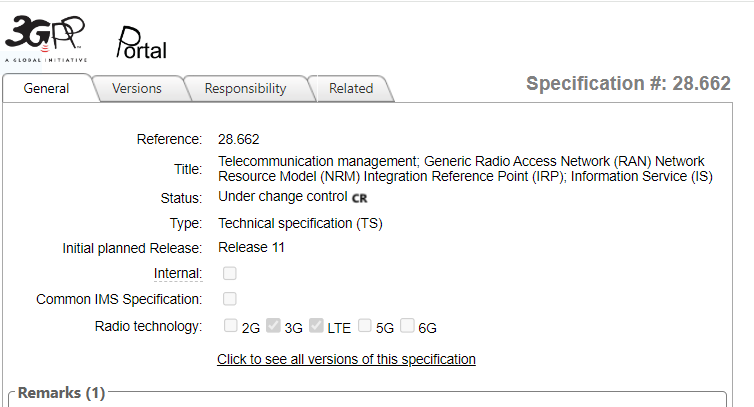 3GPP™
A GLOBAL INITIATIVE
Portal
General
Versions
Responsibility
Related
Specification #: 28.662
Reference: 28.662
Title: Telecommunication management; Generic Radio Access Network (RAN) Network
Resource Model (NRM) Integration Reference Point (IRP); Information Service (IS)
Status: Under change control CR
Type: Technical specification (TS)
Initial planned Release: Release 11
Internal:
Common IMS Specification:
Radio technology: 2G 3G LTE 5G 6G
Click to see all versions of this specification
Remarks (1)